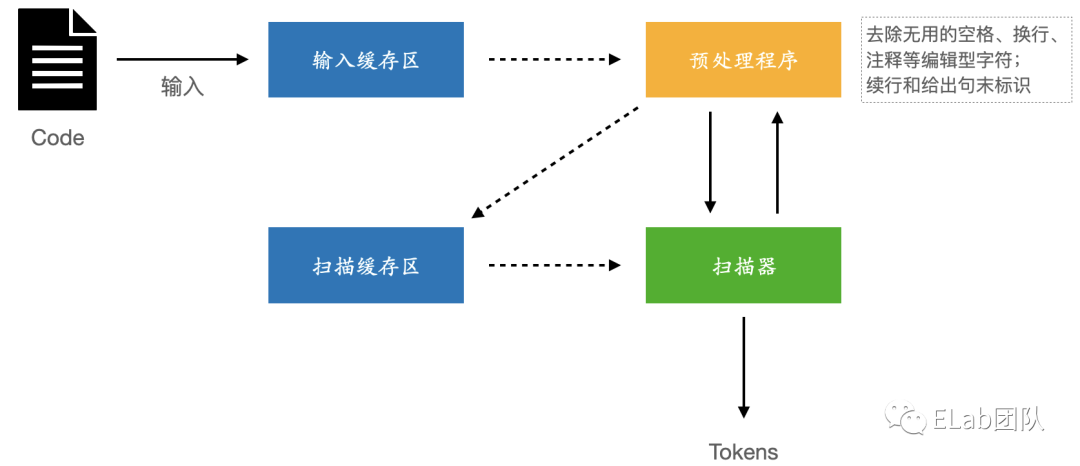 输入缓存区
预处理程序
去除无用的空格、换行、
注释等编辑型字符；
续行和给出句末标识
输入
Code
扫描缓存区
扫描器
ELab团队
Tokens